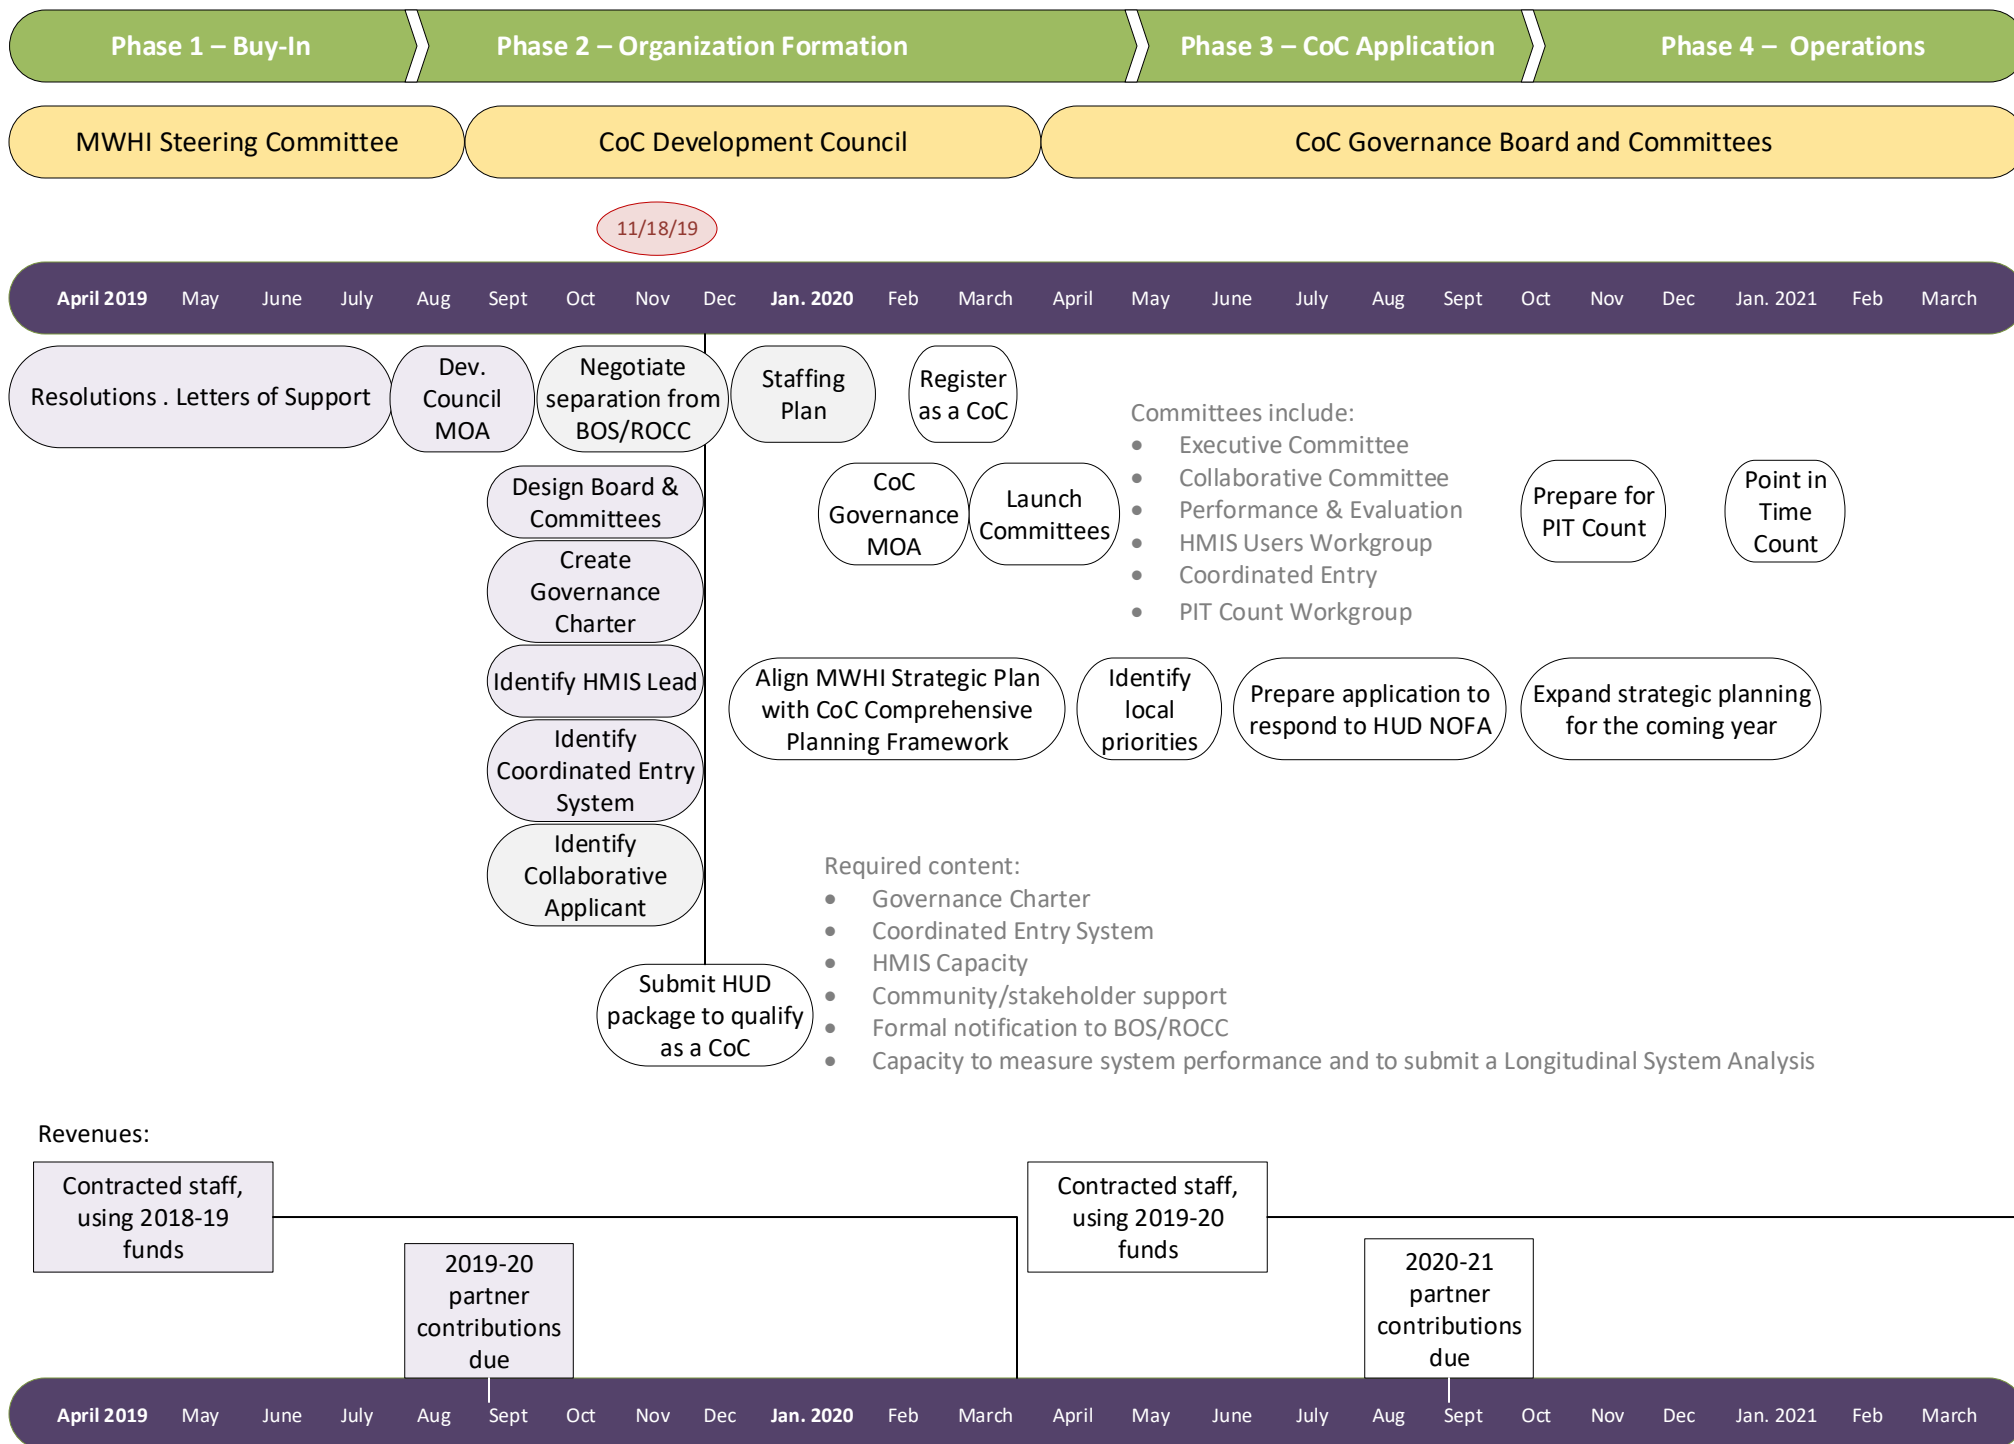 Phase 1 – Buy-In
Phase 2 – Organization Formation
Phase 3 – CoC Application
Phase 4 – Operations
MWHI Steering Committee
CoC Development Council
CoC Governance Board and Committees
11/18/19
April 2019 May June July Aug Sept Oct Nov Dec Jan. 2020 Feb March April May June July Aug Sept Oct Nov Dec Jan. 2021 Feb March
Resolutions . Letters of Support
Dev.
Council
MOA
Negotiate
separation from
BOS/ROCC
Staffing
Plan
Register
as a CoC
Design Board &
Committees
CoC
Governance
MOA
Launch
Committees
Committees include:
• Executive Committee
• Collaborative Committee
• Performance & Evaluation
• HMIS Users Workgroup
• Coordinated Entry
• PIT Count Workgroup
Prepare for
PIT Count
Point in
Time
Count
Create
Governance
Charter
Identify HMIS Lead
Align MWHI Strategic Plan
with CoC Comprehensive
Planning Framework
Identify
local
priorities
Prepare application to
respond to HUD NOFA
Expand strategic planning
for the coming year
Identify
Coordinated Entry
System
Identify
Collaborative
Applicant
Submit HUD
package to qualify
as a CoC
Required content:
• Governance Charter
• Coordinated Entry System
• HMIS Capacity
• Community/stakeholder support
• Formal notification to BOS/ROCC
• Capacity to measure system performance and to submit a Longitudinal System Analysis
Revenues:
Contracted staff,
using 2018-19
funds
2019-20
partner
contributions
due
Contracted staff,
using 2019-20
funds
2020-21
partner
contributions
due
April 2019 May June July Aug Sept Oct Nov Dec Jan. 2020 Feb March April May June July Aug Sept Oct Nov Dec Jan. 2021 Feb March